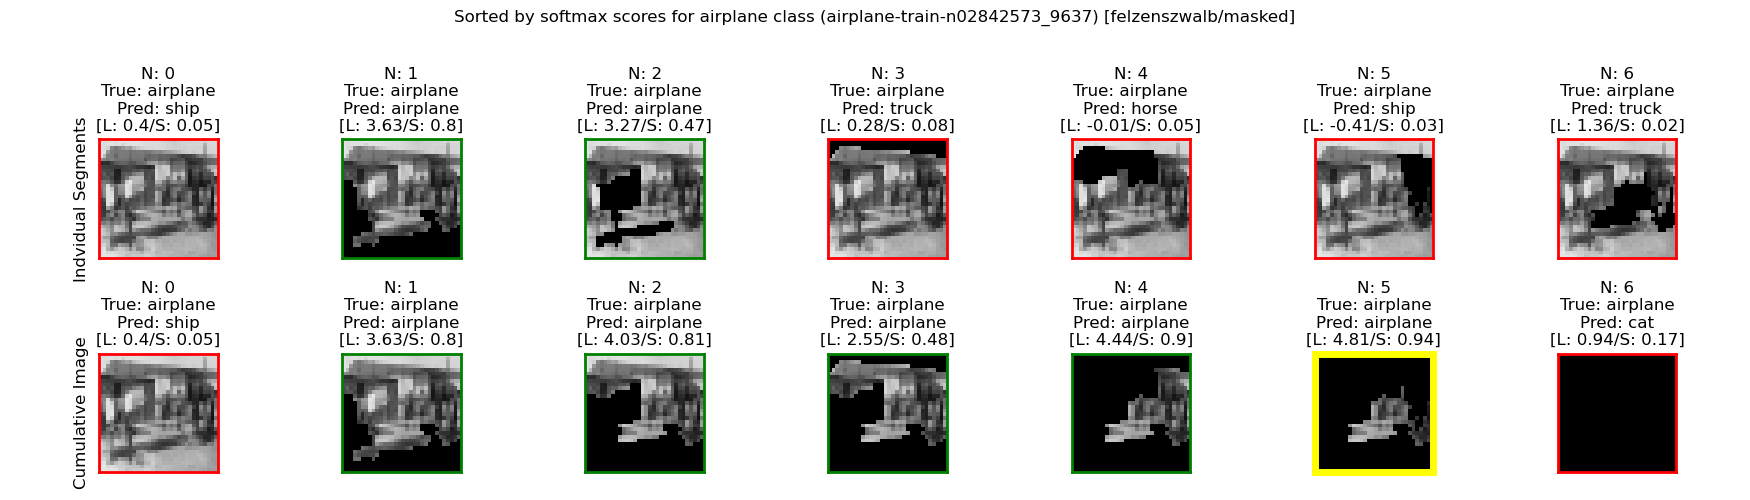 Sorted by softmax scores for airplane class (airplane-train-n02842573_9637) [felzenszwalb/masked]
Indvidual Segments
N: 0
True: airplane
Pred: ship
[L: 0.4/S: 0.05]
N: 1
True: airplane
Pred: airplane
[L: 3.63/S: 0.8]
N: 2
True: airplane
Pred: airplane
[L: 3.27/S: 0.47]
N: 3
True: airplane
Pred: truck
[L: 0.28/S: 0.08]
N: 4
True: airplane
Pred: horse
[L: -0.01/S: 0.05]
N: 5
True: airplane
Pred: ship
[L: -0.41/S: 0.03]
N: 6
True: airplane
Pred: truck
[L: 1.36/S: 0.02]
Cumulative Image
N: 0
True: airplane
Pred: ship
[L: 0.4/S: 0.05]
N: 1
True: airplane
Pred: airplane
[L: 3.63/S: 0.8]
N: 2
True: airplane
Pred: airplane
[L: 4.03/S: 0.81]
N: 3
True: airplane
Pred: airplane
[L: 2.55/S: 0.48]
N: 4
True: airplane
Pred: airplane
[L: 4.44/S: 0.9]
N: 5
True: airplane
Pred: airplane
[L: 4.81/S: 0.94]
N: 6
True: airplane
Pred: cat
[L: 0.94/S: 0.17]